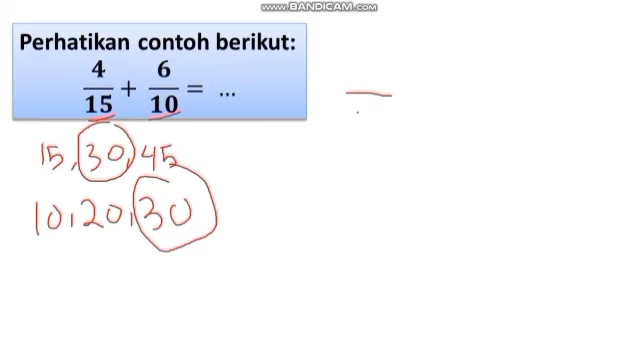 WWW.BANDICAM.COM
Perhatikan contoh berikut:
4/15 + 6/10 = ...
15, 30, 45
10, 20, 30